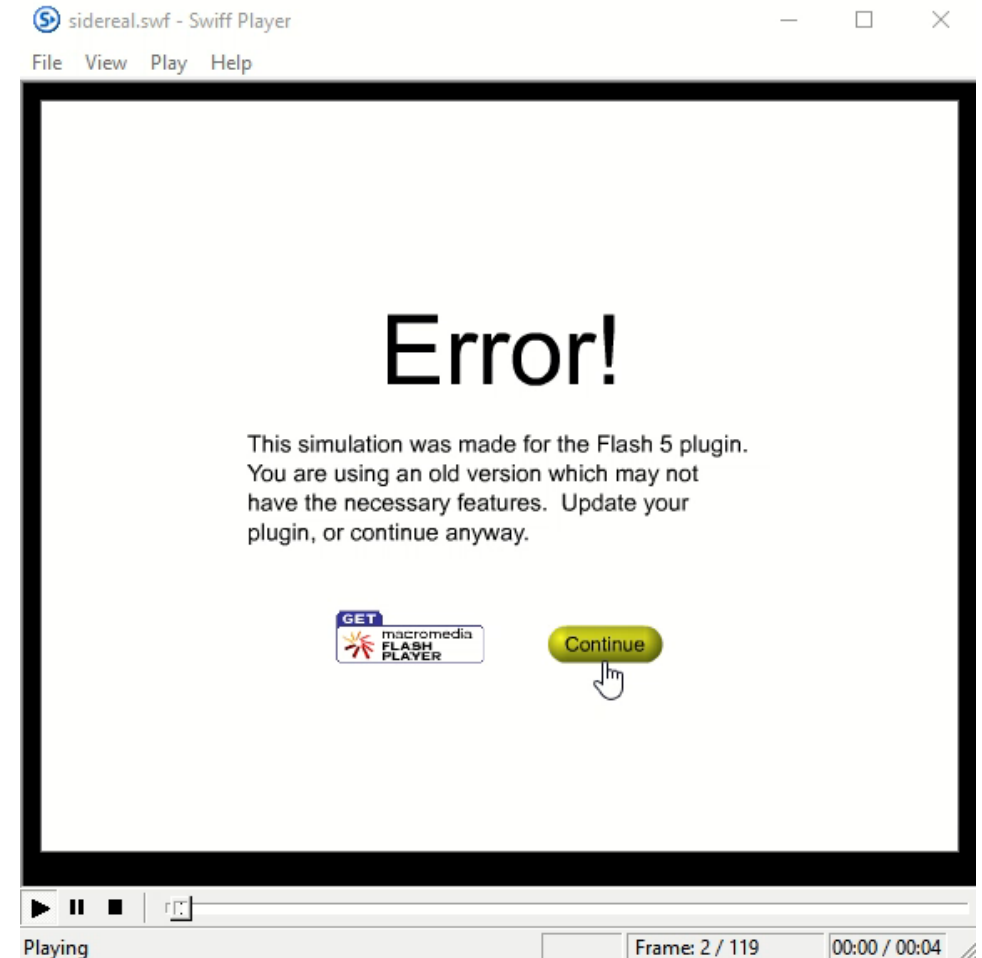 sidereal.swf - Swiff Player
File View Play Help
Error!
This simulation was made for the Flash 5 plugin.
You are using an old version which may not
have the necessary features.  Update your
plugin, or continue anyway.
GET
macromedia
FLASH
PLAYER
Continue
Playing
Frame: 2 / 119
00:00 / 00:04